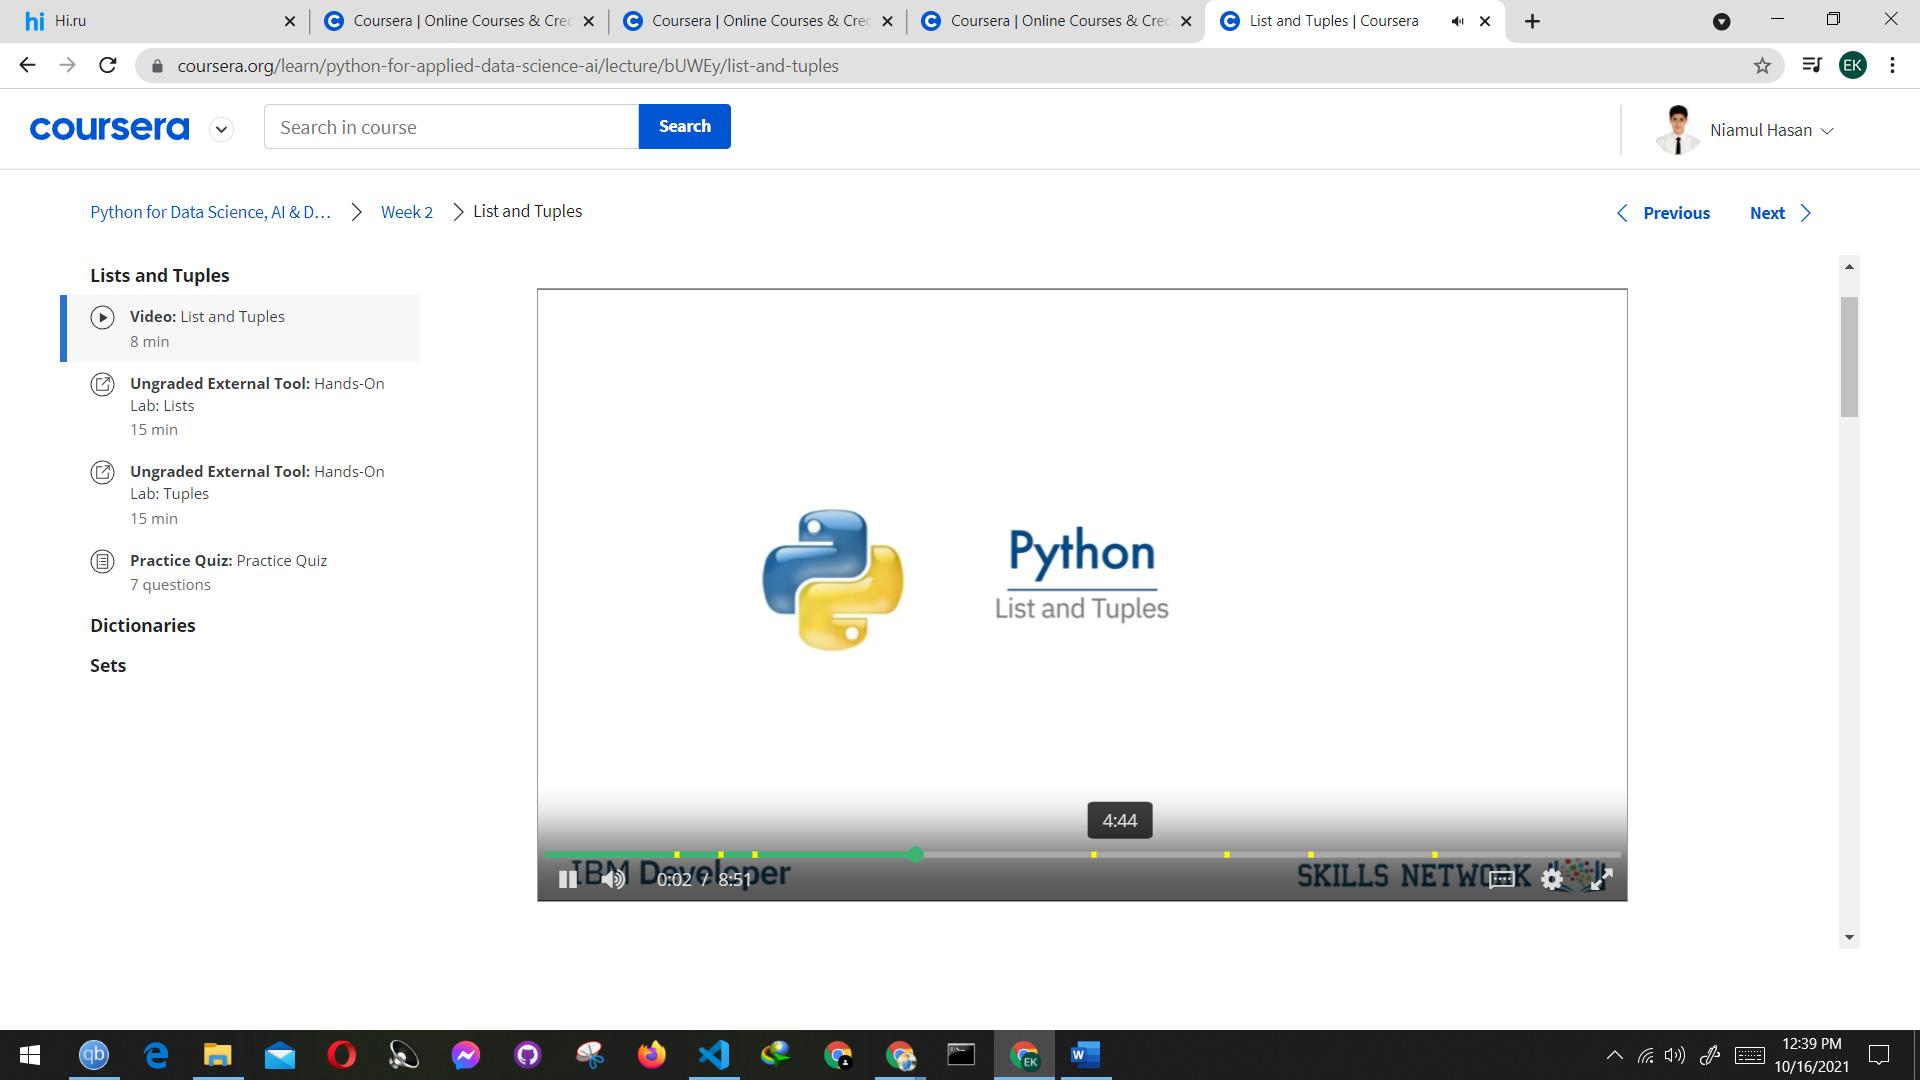 Hi.ru
Coursera | Online Courses & Crec
Coursera | Online Courses & Crec
Coursera | Online Courses & Crec
List and Tuples | Coursera
coursera.org/learn/python-for-applied-data-science-ai/lecture/bUWEy/list-and-tuples
EK
coursera
Search in course
Search
Niamul Hasan
Python for Data Science, AI & D...
Week 2
List and Tuples
Previous
Next
Lists and Tuples
Video: List and Tuples
8 min
Ungraded External Tool: Hands-On
Lab: Lists
15 min
Ungraded External Tool: Hands-On
Lab: Tuples
15 min
Practice Quiz: Practice Quiz
7 questions
Dictionaries
Sets
Python
List and Tuples
4:44
IBM Developer
SKILLS NETWORK
0:02 / 8:51
12:39 PM
10/16/2021